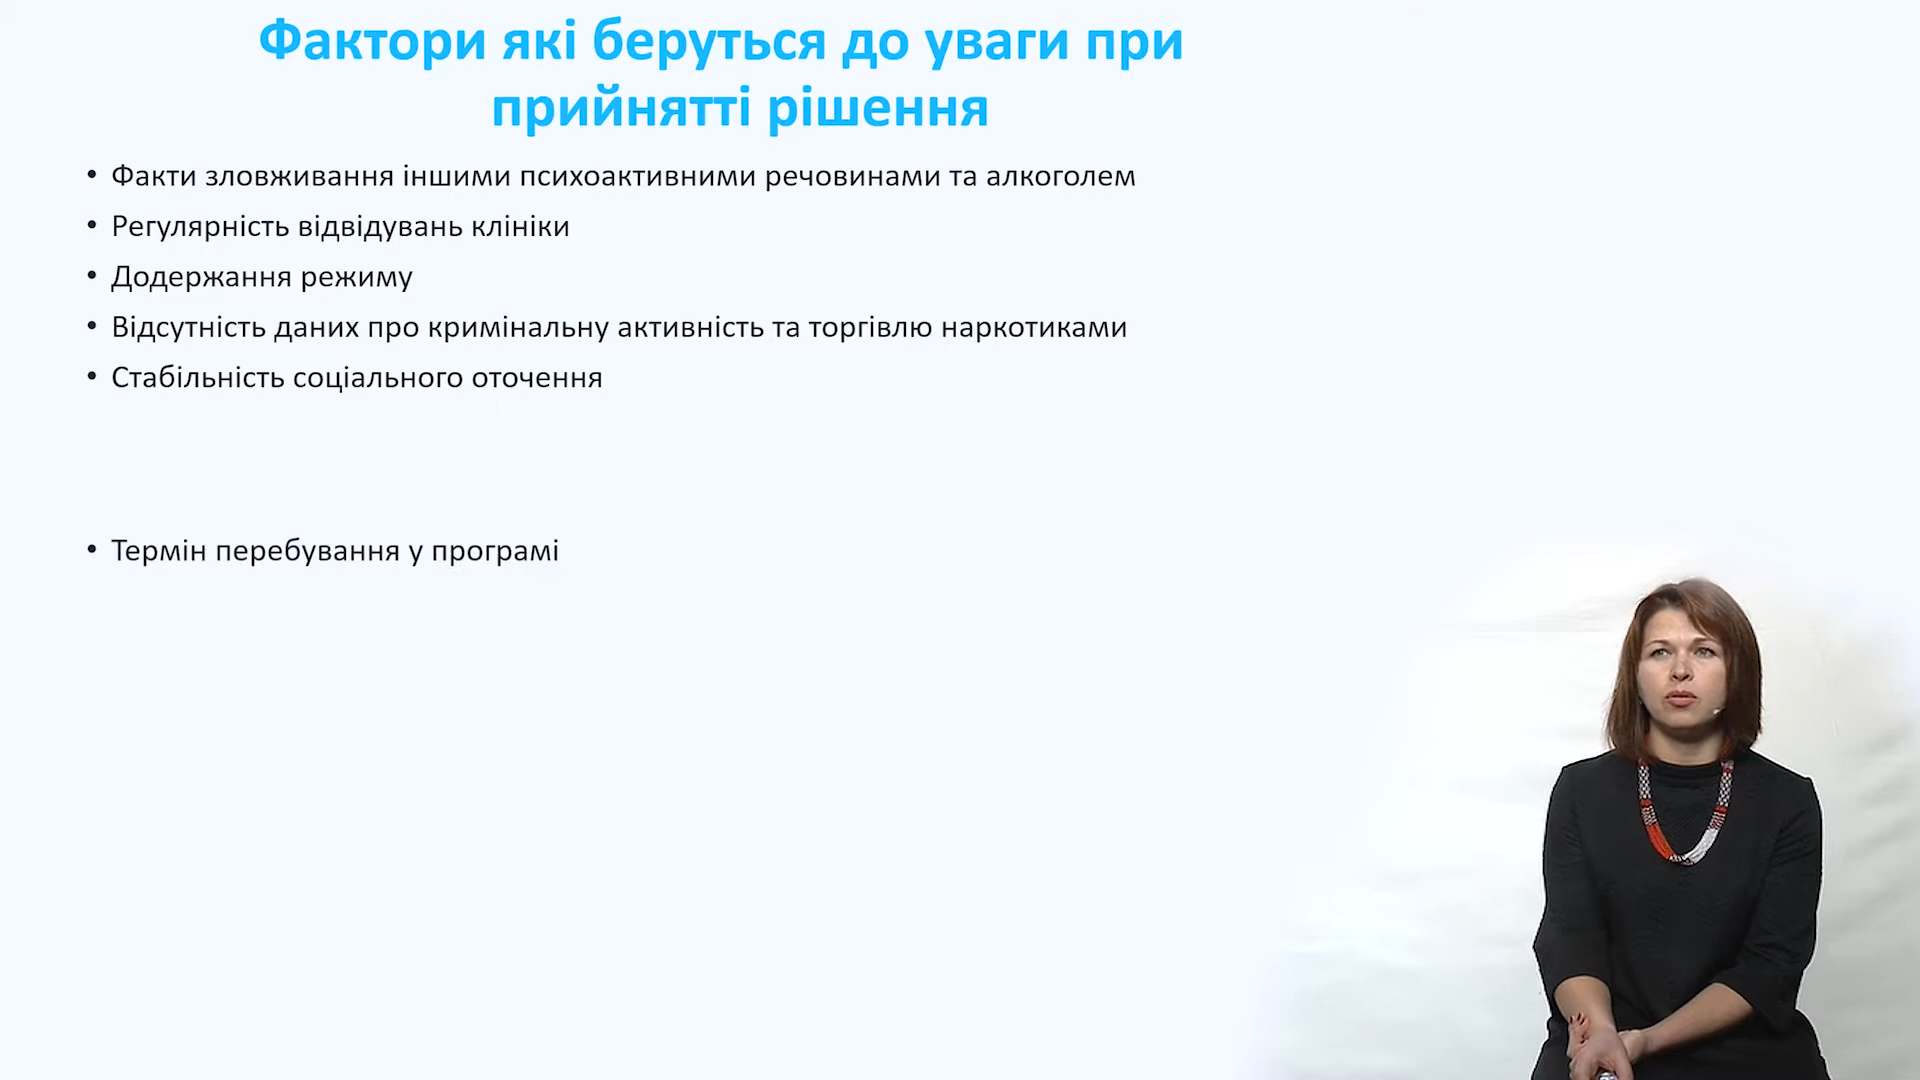 Фактори які беруться до уваги при
прийнятті рішення
• Факти зловживання іншими психоактивними речовинами та алкоголем
• Регулярність відвідувань клініки
• Додержання режиму
• Відсутність даних про кримінальну активність та торгівлю наркотиками
• Стабільність соціального оточення
• Термін перебування у програмі